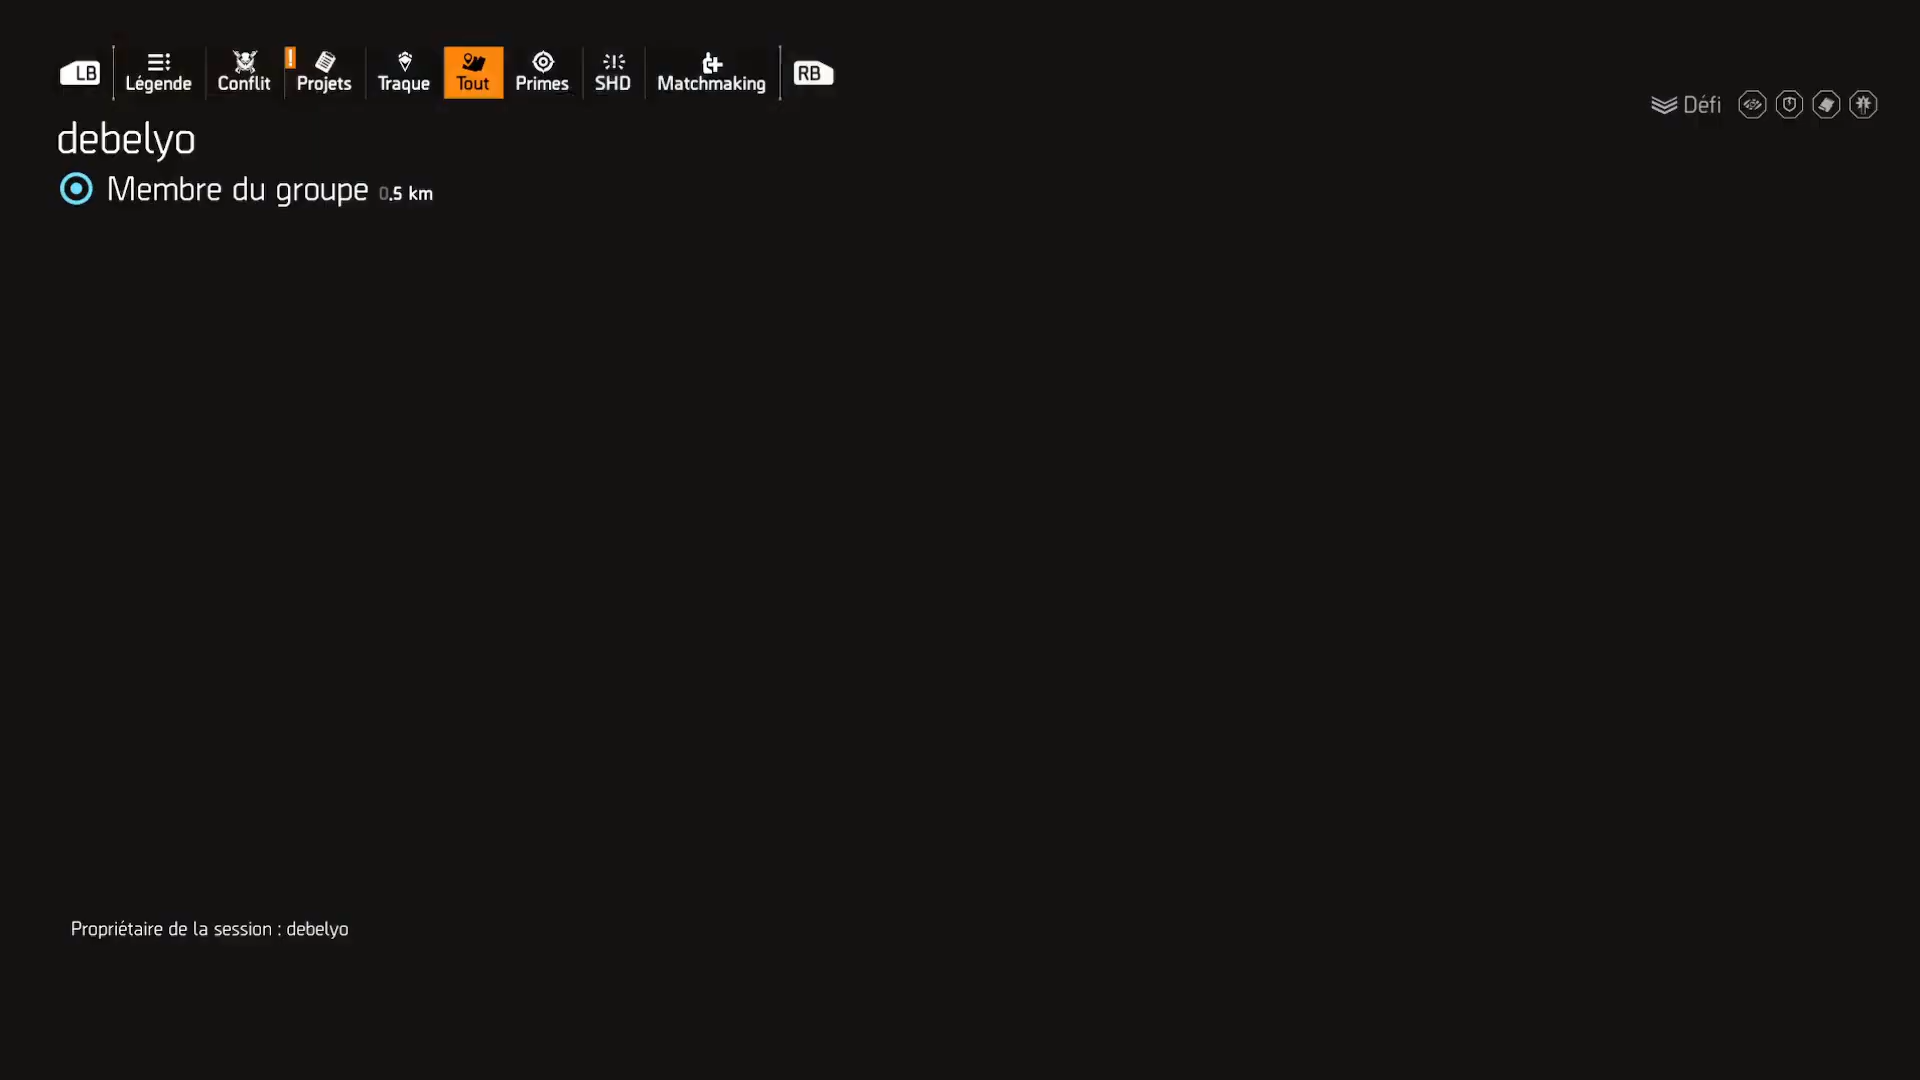 LB Légende Conflit ! Projets Traque Tout Primes SHD Matchmaking RB
Défi
debelyo
Membre du groupe 0.5 km
Propriétaire de la session : debelyo